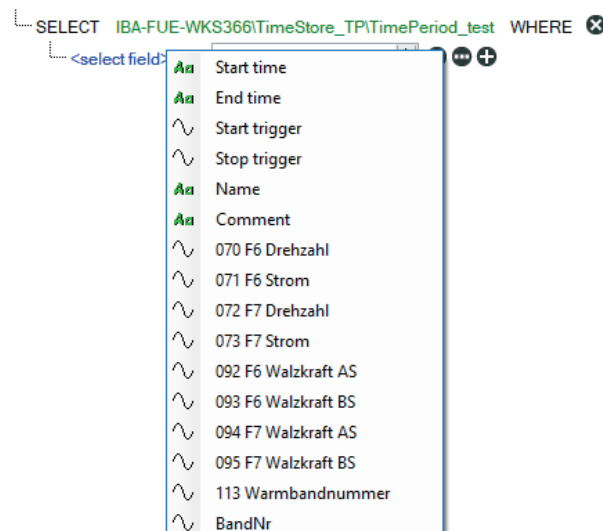 SELECT IBA-FUE-WKS366\TimeStore_TP\TimePeriod_test WHERE
<select field>
Start time
End time
Start trigger
Stop trigger
Name
Comment
070 F6 Drehzahl
071 F6 Strom
072 F7 Drehzahl
073 F7 Strom
092 F6 Walzkraft AS
093 F6 Walzkraft BS
094 F7 Walzkraft AS
095 F7 Walzkraft BS
113 Warmbandnummer
BandNr